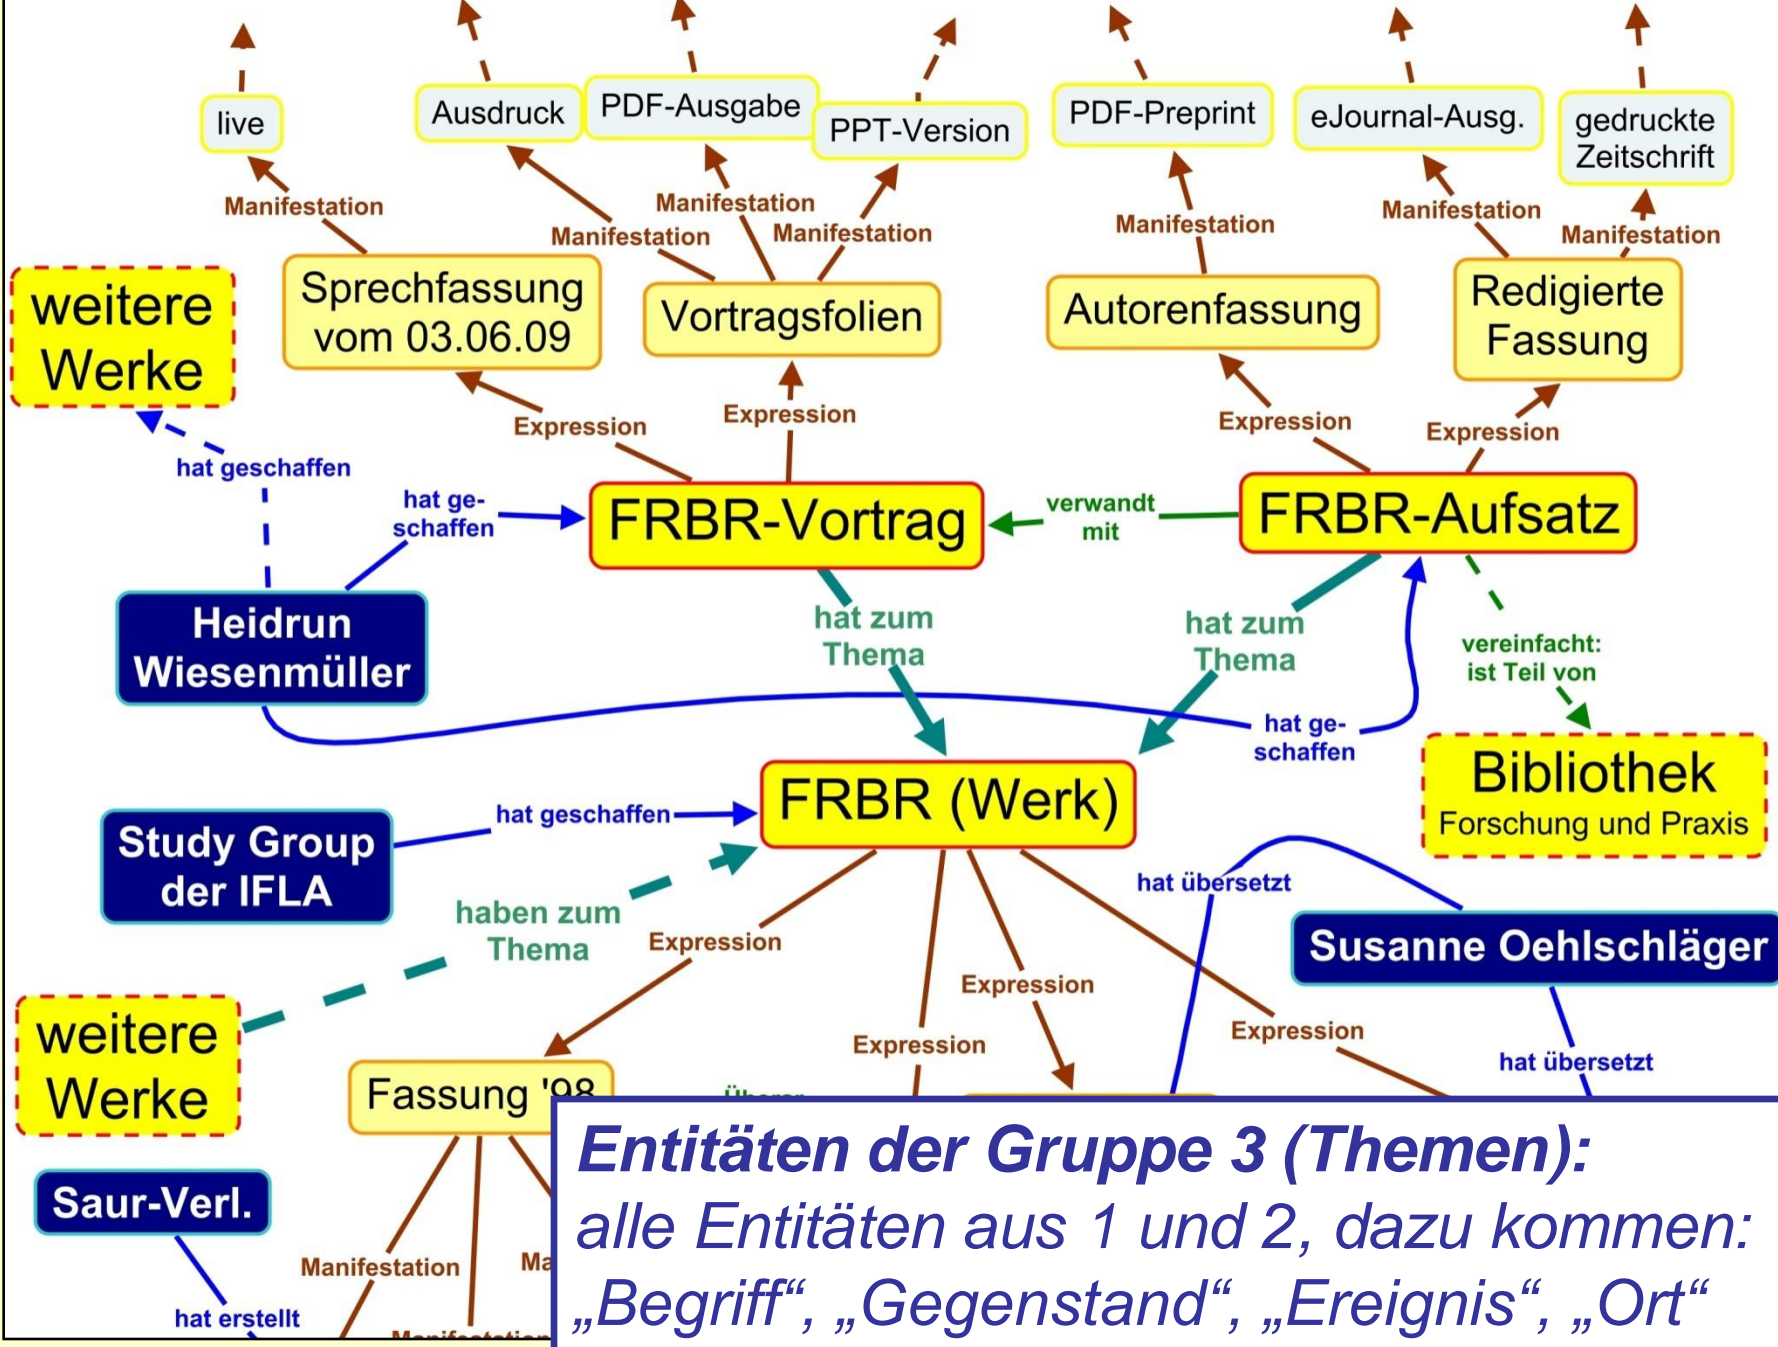 live
Ausdruck
PDF-Ausgabe
PPT-Version
PDF-Preprint
eJournal-Ausg.
gedruckte
Zeitschrift
Manifestation
Manifestation
Manifestation
Manifestation
Manifestation
Manifestation
Manifestation
weitere
Werke
Sprechfassung
vom 03.06.09
Vortragsfolien
Autorenfassung
Redigierte
Fassung
Expression
Expression
Expression
Expression
hat geschaffen
hat ge-
schaffen
FRBR-Vortrag
verwandt
mit
FRBR-Aufsatz
Heidrun
Wiesenmüller
hat zum
Thema
hat zum
Thema
vereinfacht:
ist Teil von
hat ge-
schaffen
Bibliothek
Forschung und Praxis
FRBR (Werk)
hat geschaffen
Study Group
der IFLA
haben zum
Thema
hat übersetzt
Susanne Oehlschläger
Expression
Expression
Expression
Expression
hat übersetzt
weitere
Werke
Fassung '98
Saur-Verl.
Manifestation
hat erstellt
Manifestation
Entitäten der Gruppe 3 (Themen):
alle Entitäten aus 1 und 2, dazu kommen:
„Begriff“, „Gegenstand“, „Ereignis“, „Ort“